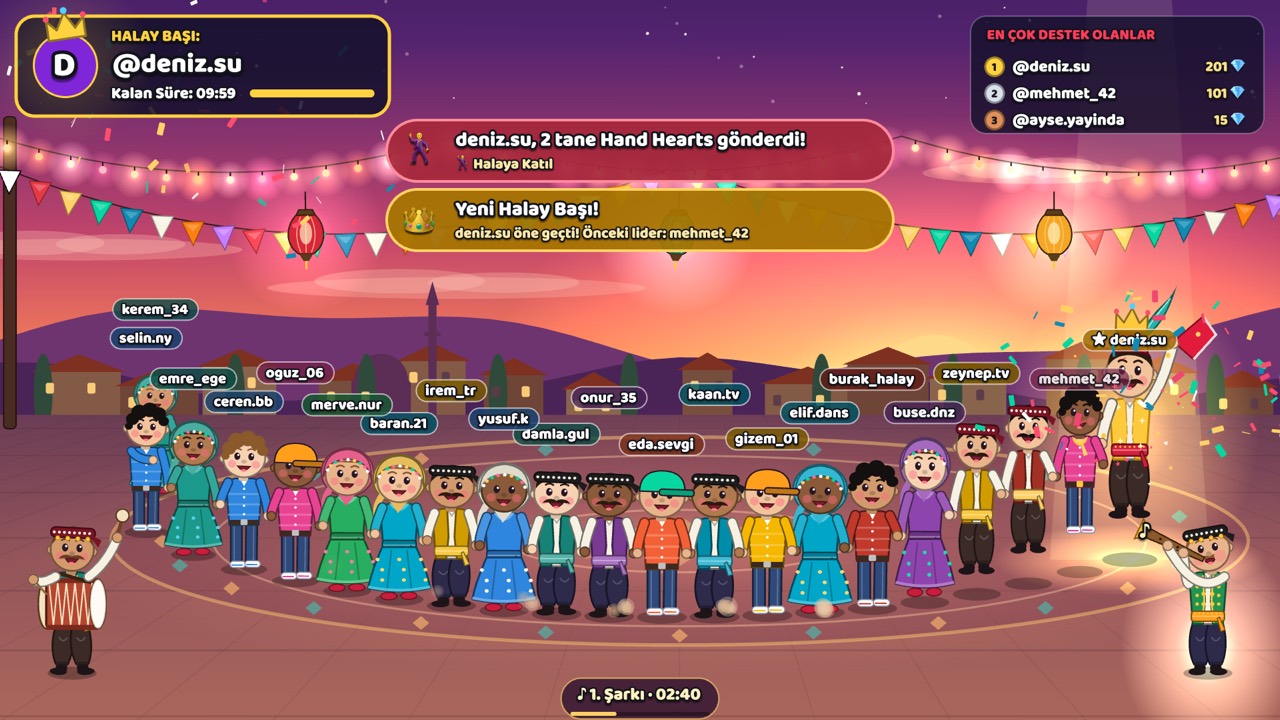 D
HALAY BAŞI:
@deniz.su
Kalan Süre: 09:59
EN ÇOK DESTEK OLANLAR
1 @deniz.su 201
2 @mehmet_42 101
3 @ayse.yayinda 15
deniz.su, 2 tane Hand Hearts gönderdi!
Halaya Katıl
Yeni Halay Başı!
deniz.su öne geçti! Önceki lider: mehmet_42
kerem_34
selin.ny
emre_ege
oguz_06
ceren.bb
merve.nur
baran.21
irem_tr
yusuf.k
damla.gul
onur_35
eda.sevgi
kaan.tv
gizem_01
elif.dans
burak_halay
buse.dnz
zeynep.tv
mehmet_42
deniz.su
1. Şarkı • 02:40